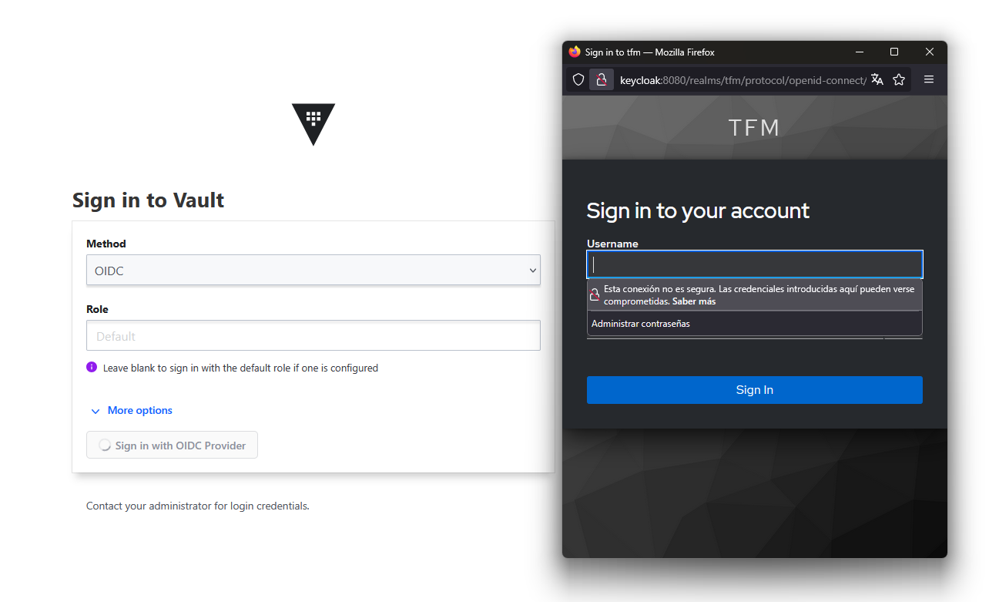 Sign in to Vault
Method
OIDC
Role
Default
Leave blank to sign in with the default role if one is configured
More options
Sign in with OIDC Provider
Contact your administrator for login credentials.
Sign in to tfm — Mozilla Firefox
keycloak:8080/realms/tfm/protocol/openid-connect/
TFM
Sign in to your account
Username
Esta conexión no es segura. Las credenciales introducidas aquí pueden verse
comprometidas. Saber más
Administrar contraseñas
Sign In